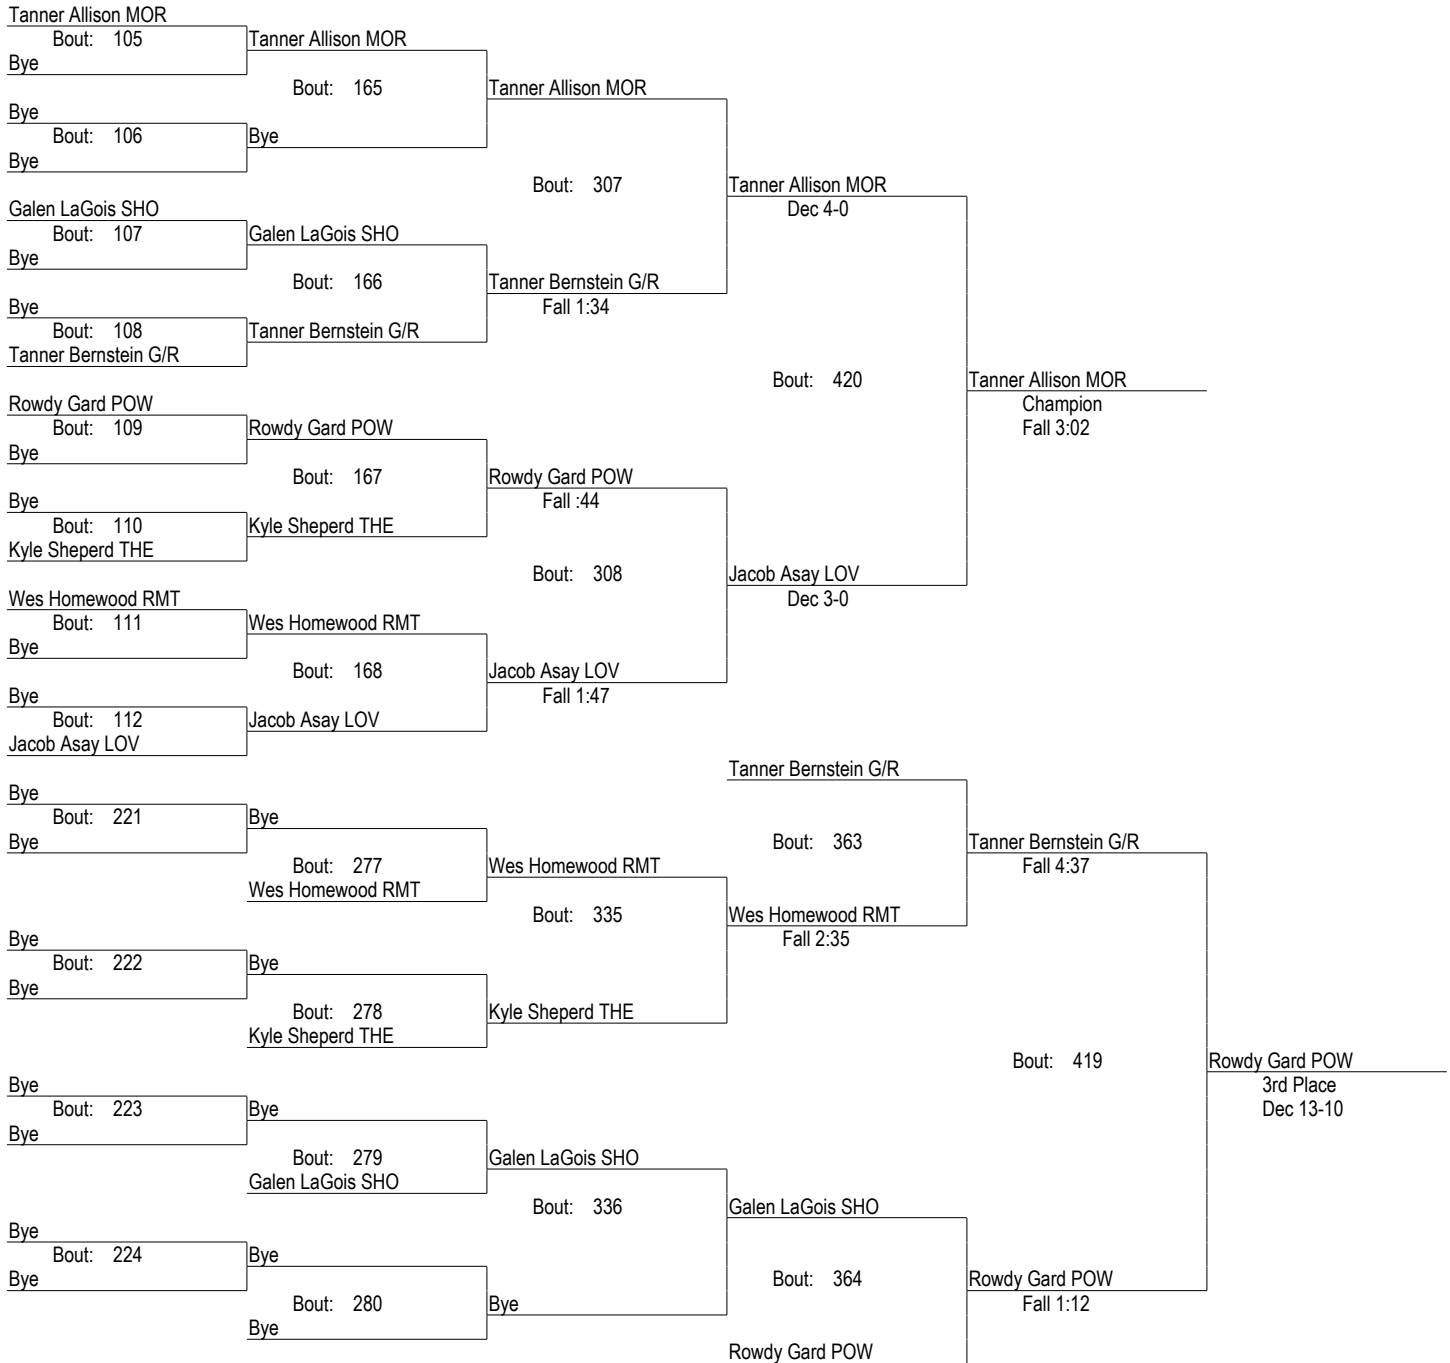 Tanner Allison MOR
Bout: 105
Tanner Allison MOR
Bye
Bout: 165
Tanner Allison MOR
Bye
Bout: 106
Bye
Bye
Bout: 307
Tanner Allison MOR
Dec 4-0
Galen LaGois SHO
Bout: 107
Galen LaGois SHO
Bye
Bout: 166
Tanner Bernstein G/R
Fall 1:34
Bye
Bout: 108
Tanner Bernstein G/R
Tanner Bernstein G/R
Bout: 420
Tanner Allison MOR
Champion
Fall 3:02
Rowdy Gard POW
Bout: 109
Rowdy Gard POW
Bye
Bout: 167
Rowdy Gard POW
Fall :44
Bye
Bout: 110
Kyle Sheperd THE
Kyle Sheperd THE
Bout: 308
Jacob Asay LOV
Dec 3-0
Wes Homewood RMT
Bout: 111
Wes Homewood RMT
Bye
Bout: 168
Jacob Asay LOV
Fall 1:47
Bye
Bout: 112
Jacob Asay LOV
Jacob Asay LOV
Tanner Bernstein G/R
Bye
Bout: 221
Bye
Bye
Bout: 363
Tanner Bernstein G/R
Fall 4:37
Bout: 277
Wes Homewood RMT
Wes Homewood RMT
Bout: 335
Wes Homewood RMT
Fall 2:35
Bye
Bout: 222
Bye
Bye
Bout: 278
Kyle Sheperd THE
Kyle Sheperd THE
Bout: 419
Rowdy Gard POW
3rd Place
Dec 13-10
Bye
Bout: 223
Bye
Bye
Bout: 279
Galen LaGois SHO
Galen LaGois SHO
Bout: 336
Galen LaGois SHO
Bye
Bout: 224
Bye
Bye
Bout: 364
Rowdy Gard POW
Fall 1:12
Bout: 280
Bye
Bye
Rowdy Gard POW